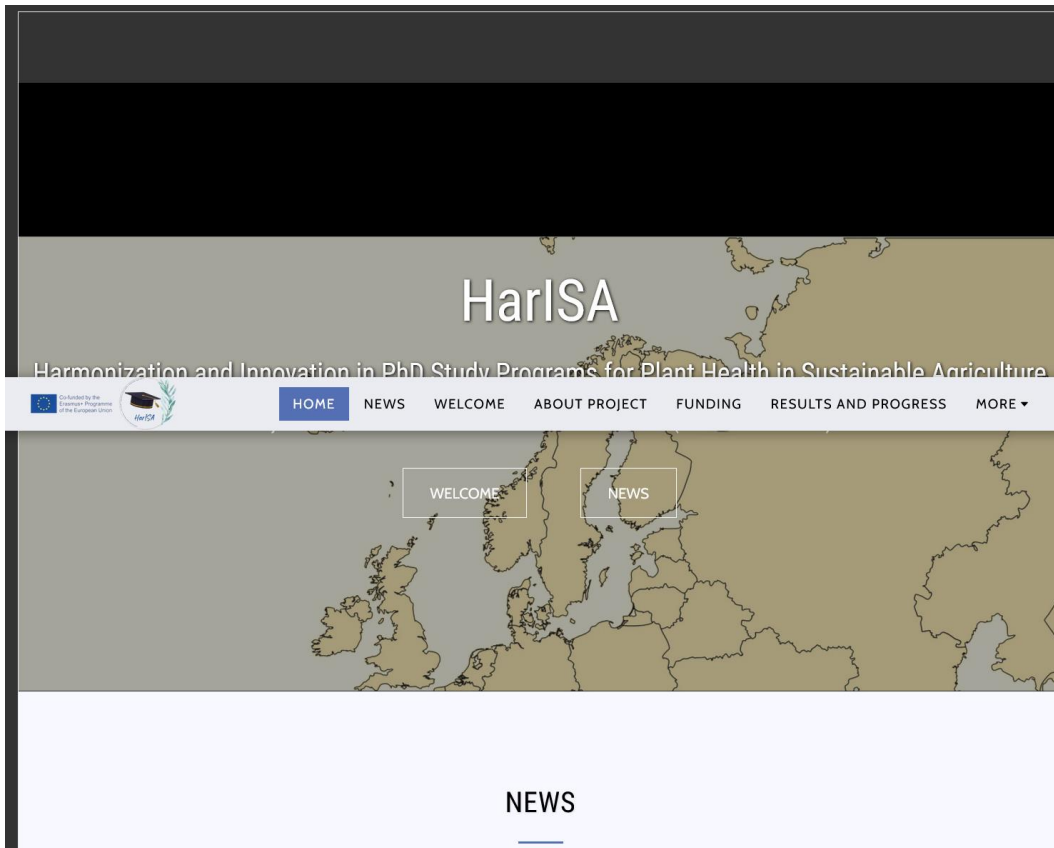 HarISA
Harmonization and Innovation in PhD Study Programs for Plant Health in Sustainable Agriculture
Co-funded by the
Erasmus+ Programme
of the European Union
HarISA
HOME NEWS WELCOME ABOUT PROJECT FUNDING RESULTS AND PROGRESS MORE
WELCOME NEWS
NEWS